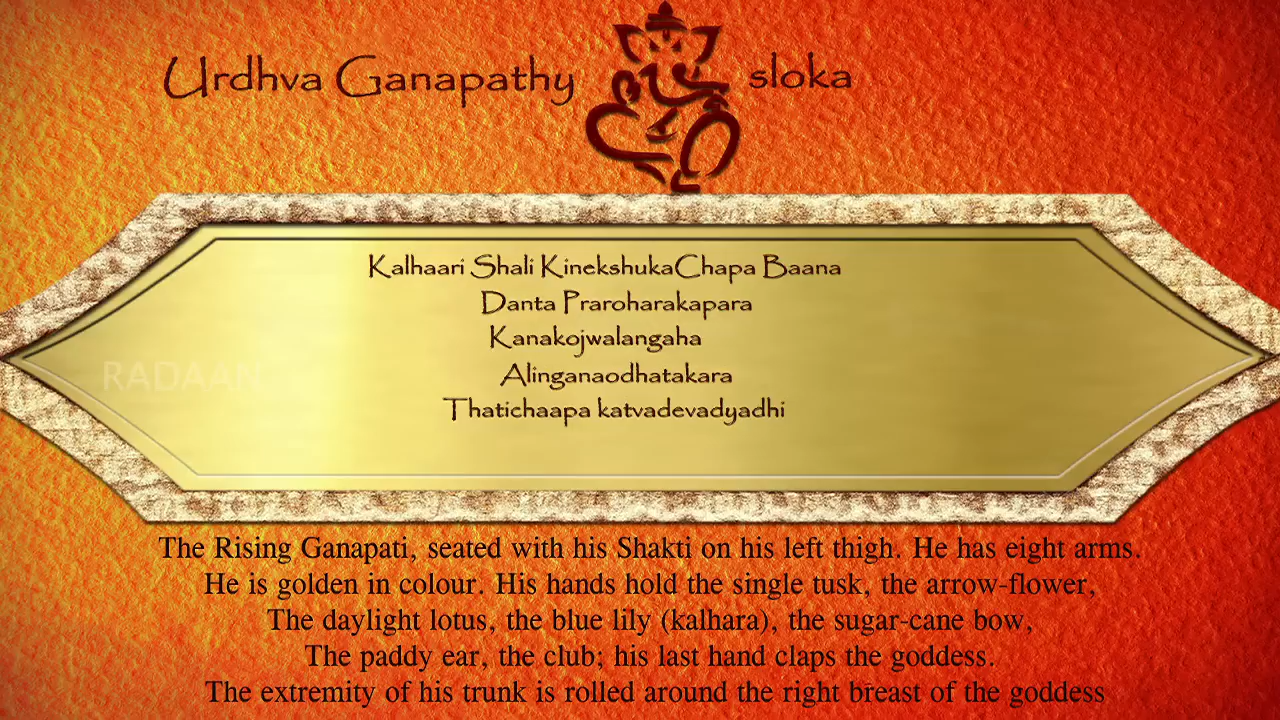 Urdhva Ganapathy sloka
Kalhaari Shali KinekshukaChapa Baana
Danta Praroharakapara
Kanakojwalangaha
Alinganaodhatakara
Thatichaapa katvadevadyadhi
RADAAN
The Rising Ganapati, seated with his Shakti on his left thigh. He has eight arms.
He is golden in colour. His hands hold the single tusk, the arrow-flower,
The daylight lotus, the blue lily (kalhara), the sugar-cane bow,
The paddy ear, the club; his last hand claps the goddess.
The extremity of his trunk is rolled around the right breast of the goddess